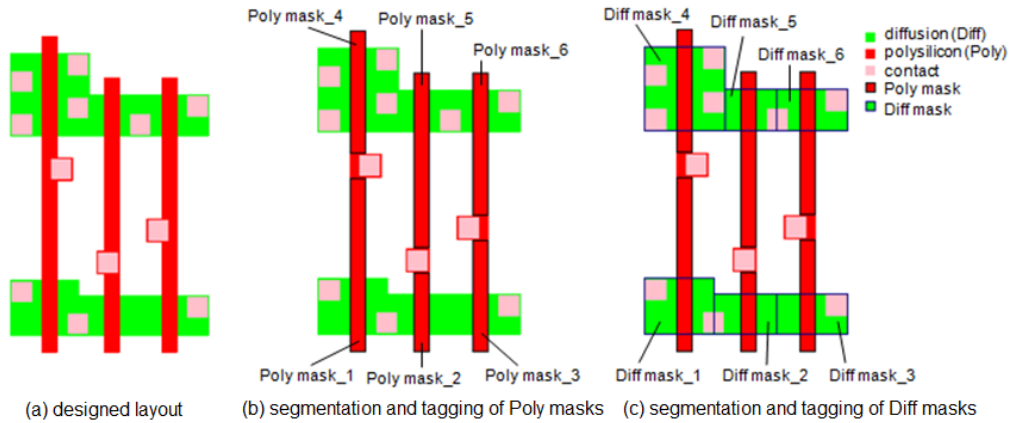 Poly mask_4
Poly mask_5
Poly mask_6
Diff mask_4
Diff mask_5
Diff mask_6
diffusion (Diff)
polysilicon (Poly)
contact
Poly mask
Diff mask
Poly mask_1
Poly mask_2
Poly mask_3
Diff mask_1
Diff mask_2
Diff mask_3
(a) designed layout
(b) segmentation and tagging of Poly masks
(c) segmentation and tagging of Diff masks